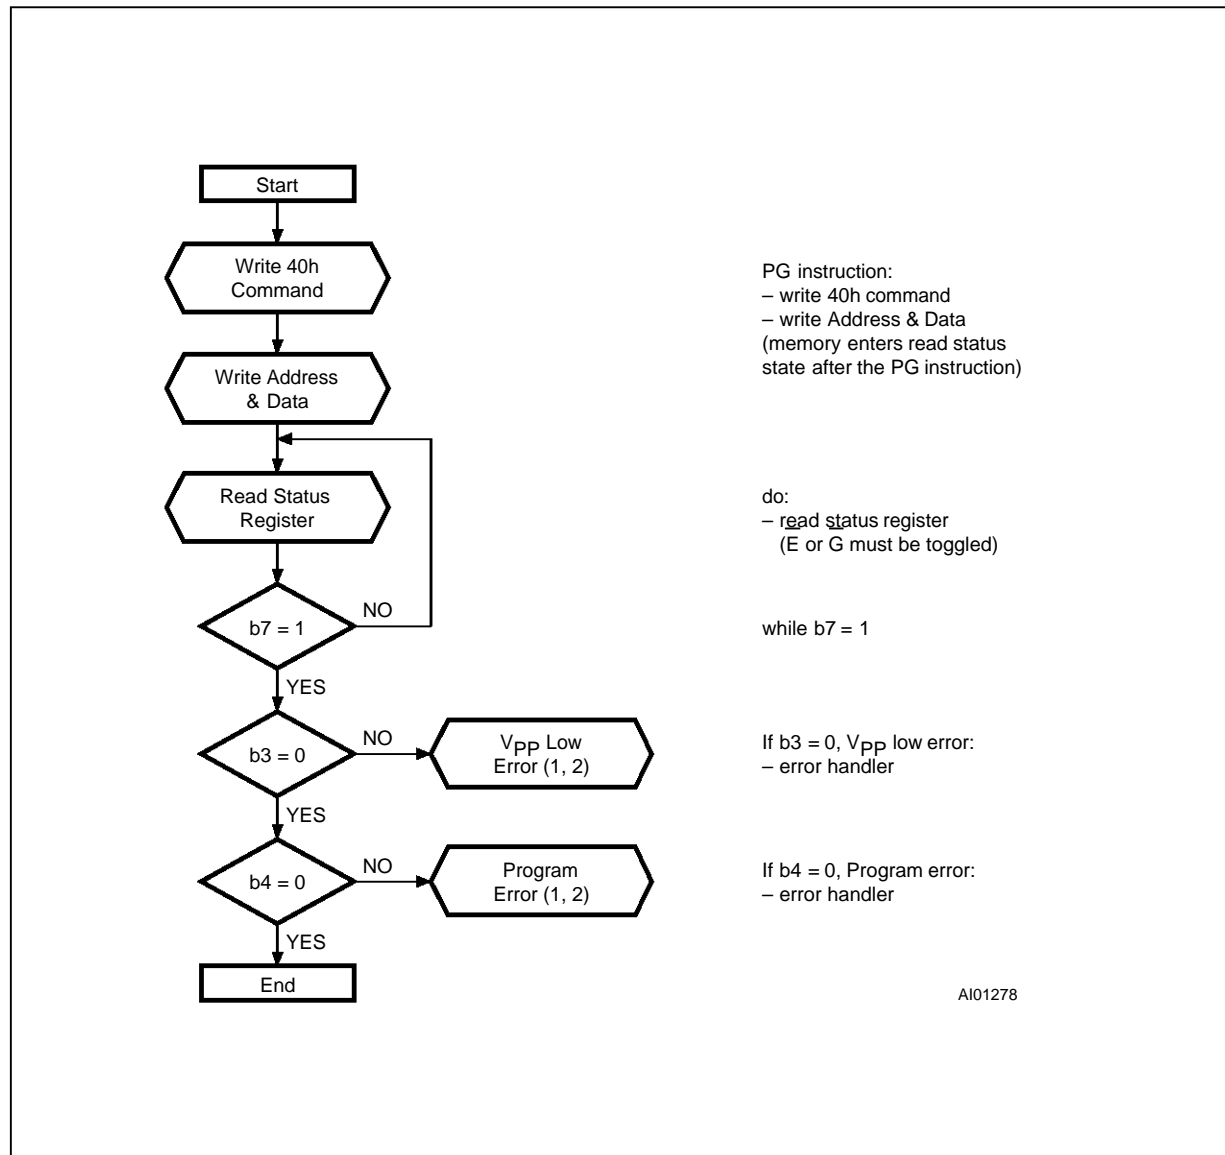 Start
Write 40h
Command
PG instruction:
– write 40h command
– write Address & Data
(memory enters read status
state after the PG instruction)
Write Address
& Data
Read Status
Register
do:
– read status register
(E̅ or G̅ must be toggled)
NO
b7 = 1
while b7 = 1
YES
NO
b3 = 0
VPP Low
Error (1, 2)
If b3 = 0, VPP low error:
– error handler
YES
NO
b4 = 0
Program
Error (1, 2)
If b4 = 0, Program error:
– error handler
YES
End
AI01278